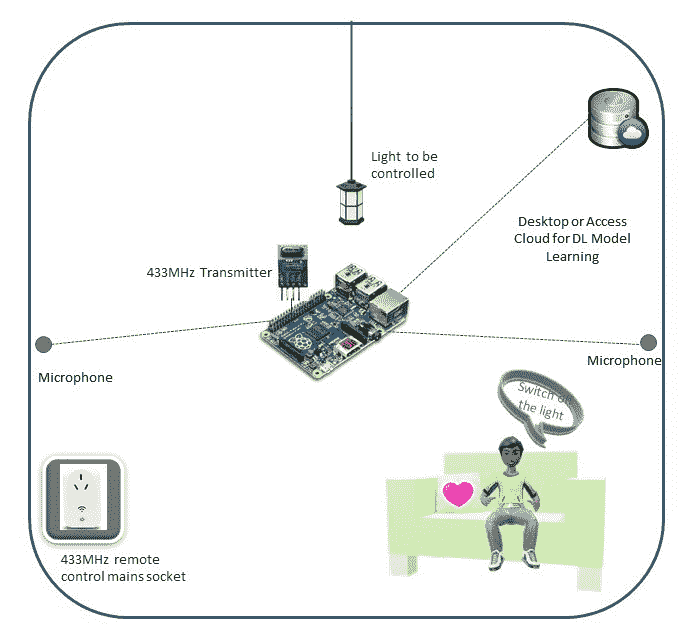 Light to be
controlled
Desktop or Access
Cloud for DL Model
Learning
433MHz Transmitter
Microphone
Microphone
Switch
the light
433MHz remote
control mains socket